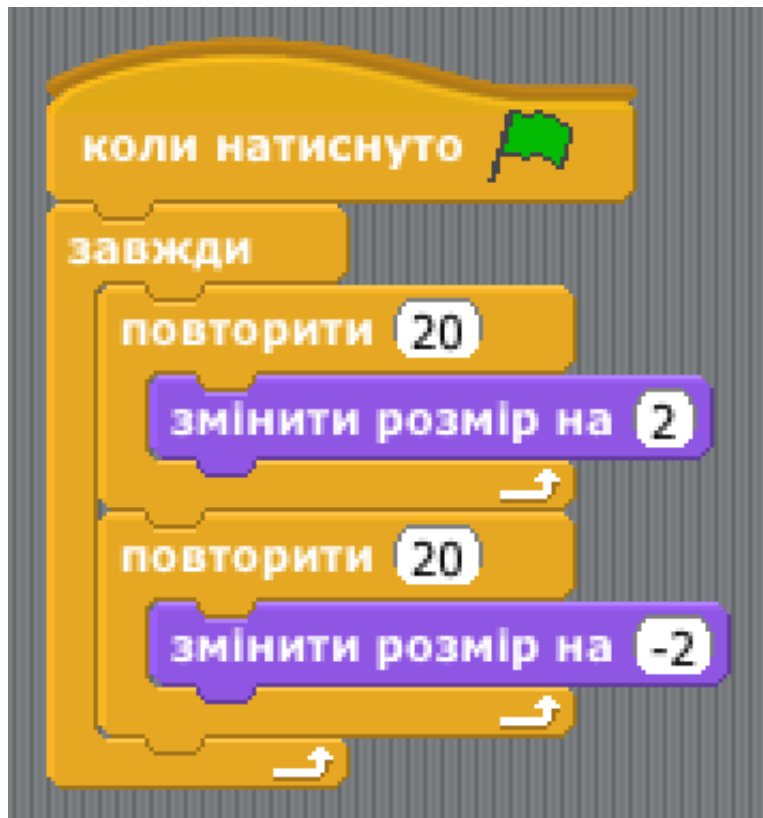 коли натиснуто
завжди
повторити 20
змінити розмір на 2
повторити 20
змінити розмір на -2